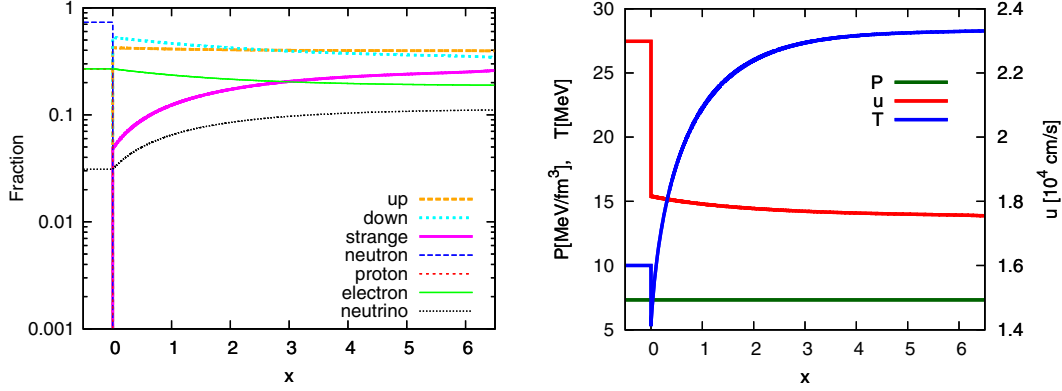 1
0.1
0.01
0.001
Fraction
up
down
strange
neutron
proton
electron
neutrino
0 1 2 3 4 5 6
x
30
25
20
15
10
5
P[MeV/fm³], T[MeV]
P
u
T
2.4
2.2
2
1.8
1.6
1.4
u [10⁴ cm/s]
0 1 2 3 4 5 6
x